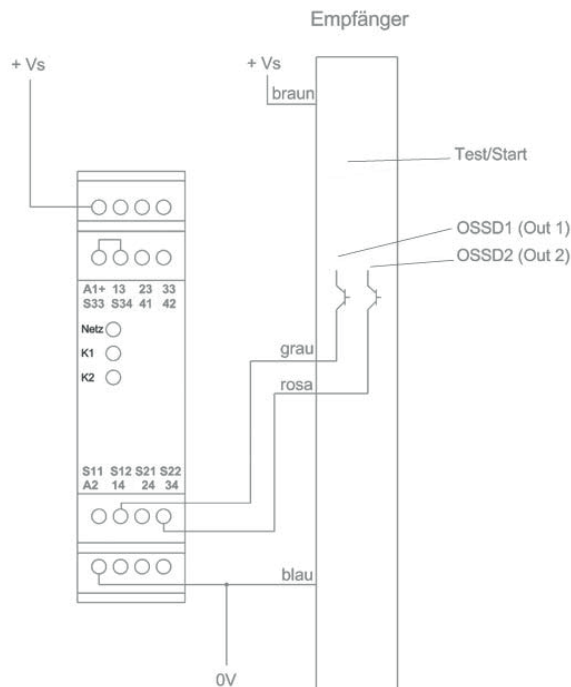 Empfänger
+ Vs
+ Vs
braun
Test/Start
OSSD1 (Out 1)
OSSD2 (Out 2)
A1+ 13 23 33
S33 S34 41 42
Netz
K1
K2
grau
rosa
S11 S12 S21 S22
A2 14 24 34
blau
0V